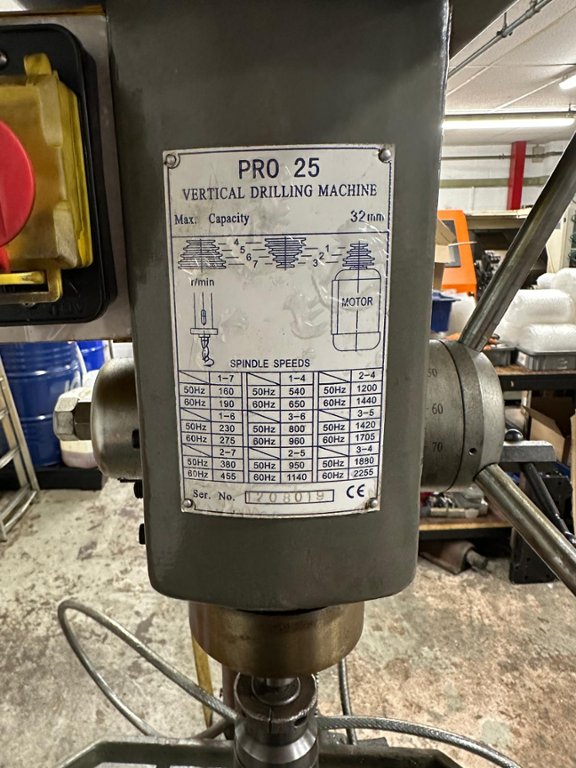 PRO 25
VERTICAL DRILLING MACHINE
Max. Capacity 32mm
4 5 6 7 3 2 1
r/min
MOTOR
SPINDLE SPEEDS
1-7 1-4 2-4
50Hz 160 50Hz 540 50Hz 1200
60Hz 190 60Hz 650 60Hz 1440
1-6 3-6 3-5
50Hz 230 50Hz 800 50Hz 1420
60Hz 275 60Hz 960 60Hz 1705
2-7 2-5 3-4
50Hz 380 50Hz 950 50Hz 1880
60Hz 455 60Hz 1140 60Hz 2255
Ser. No. 1208019 CE
60
70